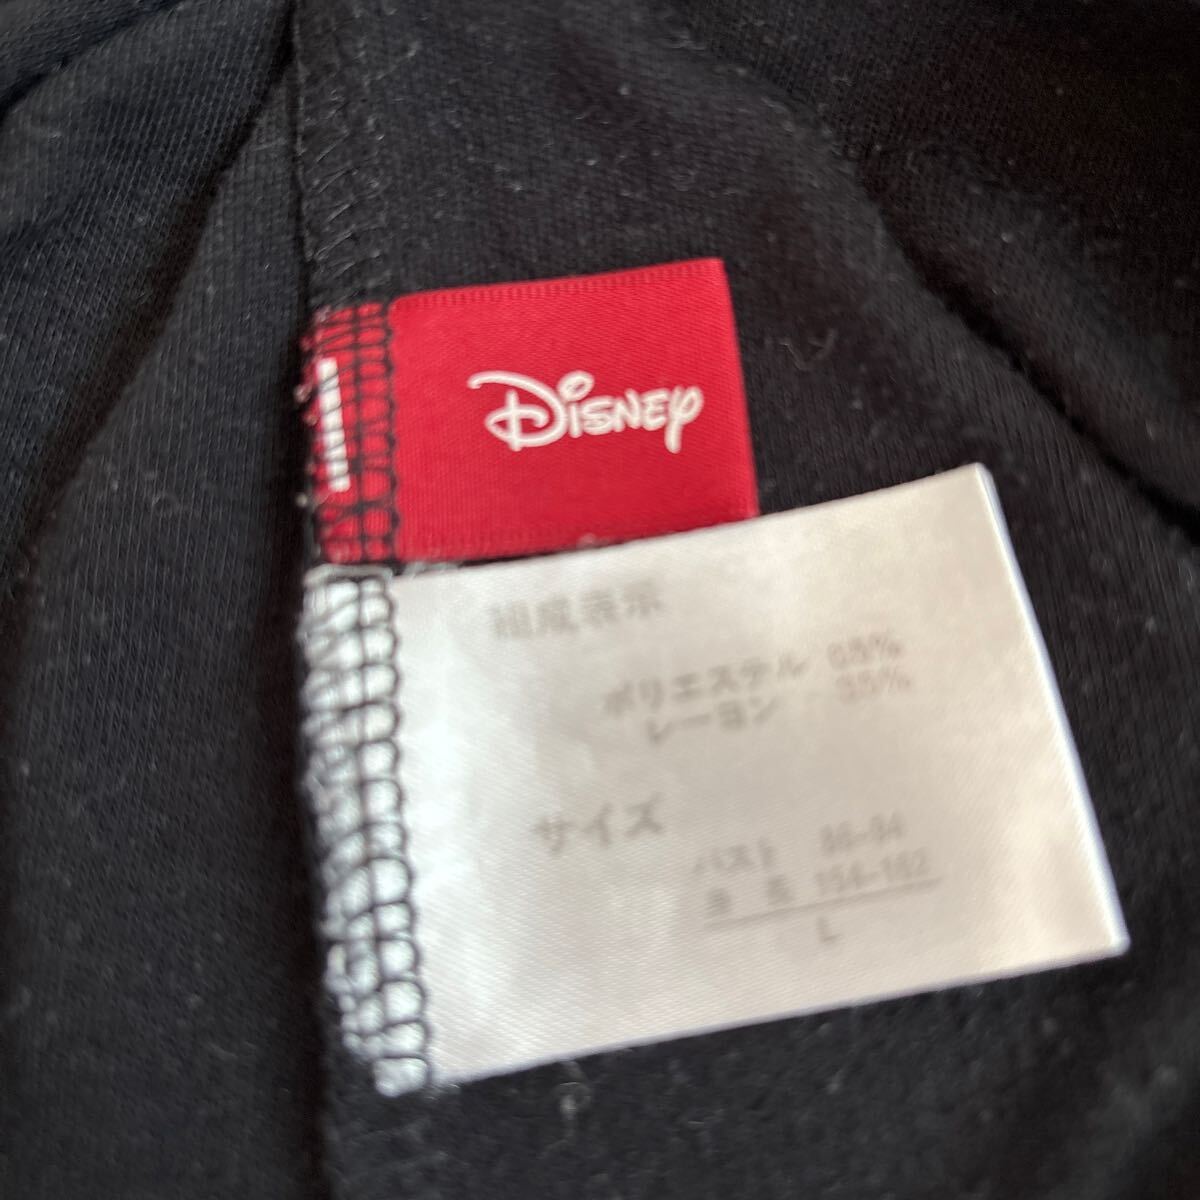 Disney
組成表示
ポリエステル 65%
レーヨン 35%
サイズ
バスト 86-94
身長 154-162
L